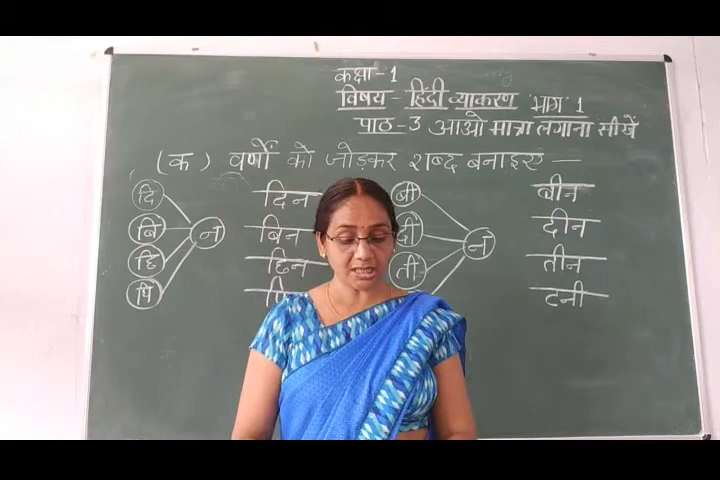 कक्षा-1
विषय - हिंदी व्याकरण भाग 1
पाठ-3 आओ मात्रा लगाना सीखें
(क) वर्णों को जोड़कर शब्द बनाइए —
दि दिन बी बीन
बि न बिन दी न दीन
छि छिन ती तीन
पि टनी